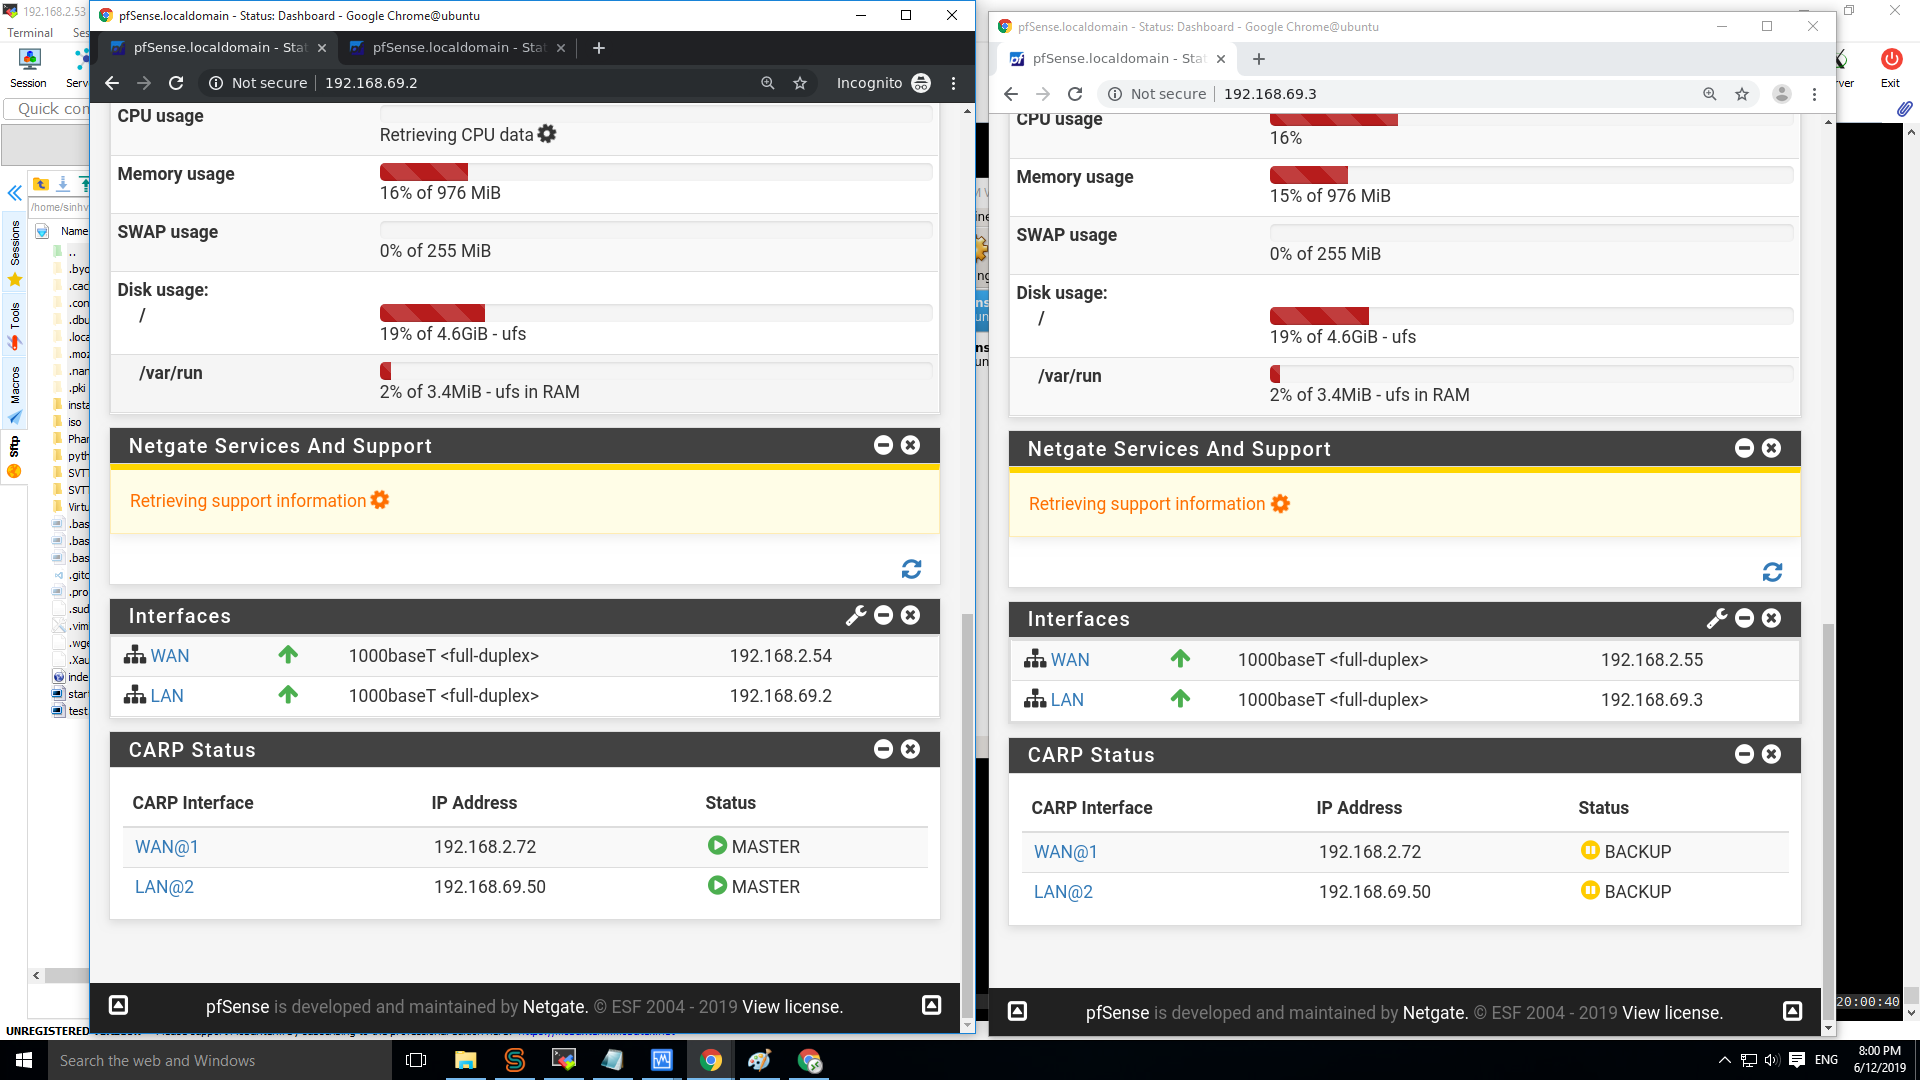 192.168.2.53
Terminal
Session
Quick con
/home/sinhv
Name
..
.byo
.cac
.con
.dbu
.loca
.moz
.nan
.pki
insta
iso
Phar
pyth
SVTT
SVTT
Virtu
.bas
.bas
.bas
.gitc
.pro
.sud
.vim
.wge
.Xau
inde
star
test
Sessions
Tools
Macros
Sftp
pfSense.localdomain - Status: Dashboard - Google Chrome@ubuntu
pfSense.localdomain - Stat
pfSense.localdomain - Sta
Not secure
192.168.69.2
Incognito
CPU usage
Retrieving CPU data
Memory usage
16% of 976 MiB
SWAP usage
0% of 255 MiB
Disk usage:
/
19% of 4.6GiB - ufs
/var/run
2% of 3.4MiB - ufs in RAM
Netgate Services And Support
Retrieving support information
Interfaces
WAN 1000baseT <full-duplex> 192.168.2.54
LAN 1000baseT <full-duplex> 192.168.69.2
CARP Status
CARP Interface IP Address Status
WAN@1 192.168.2.72 MASTER
LAN@2 192.168.69.50 MASTER
pfSense is developed and maintained by Netgate. © ESF 2004 - 2019 View license.
pfSense.localdomain - Status: Dashboard - Google Chrome@ubuntu
pfSense.localdomain - Stat
Not secure
192.168.69.3
CPU usage
16%
Memory usage
15% of 976 MiB
SWAP usage
0% of 255 MiB
Disk usage:
/
19% of 4.6GiB - ufs
/var/run
2% of 3.4MiB - ufs in RAM
Netgate Services And Support
Retrieving support information
Interfaces
WAN 1000baseT <full-duplex> 192.168.2.55
LAN 1000baseT <full-duplex> 192.168.69.3
CARP Status
CARP Interface IP Address Status
WAN@1 192.168.2.72 BACKUP
LAN@2 192.168.69.50 BACKUP
pfSense is developed and maintained by Netgate. © ESF 2004 - 2019 View license.
Exit
20:00:40
UNREGISTERED
Search the web and Windows
ENG
8:00 PM
6/12/2019